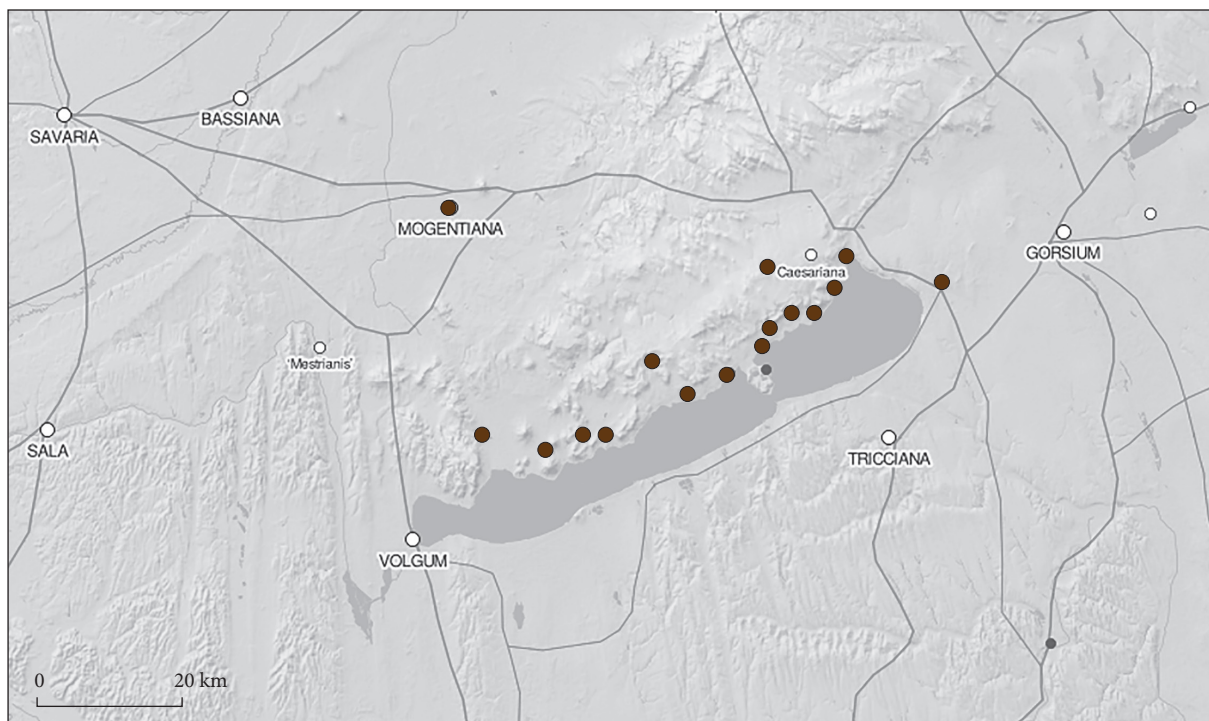 BASSIANA
SAVARIA
MOGENTIANA
GORSIUM
Caesariana
'Mestrianis'
SALA
TRICCIANA
VOLGUM
0 20 km